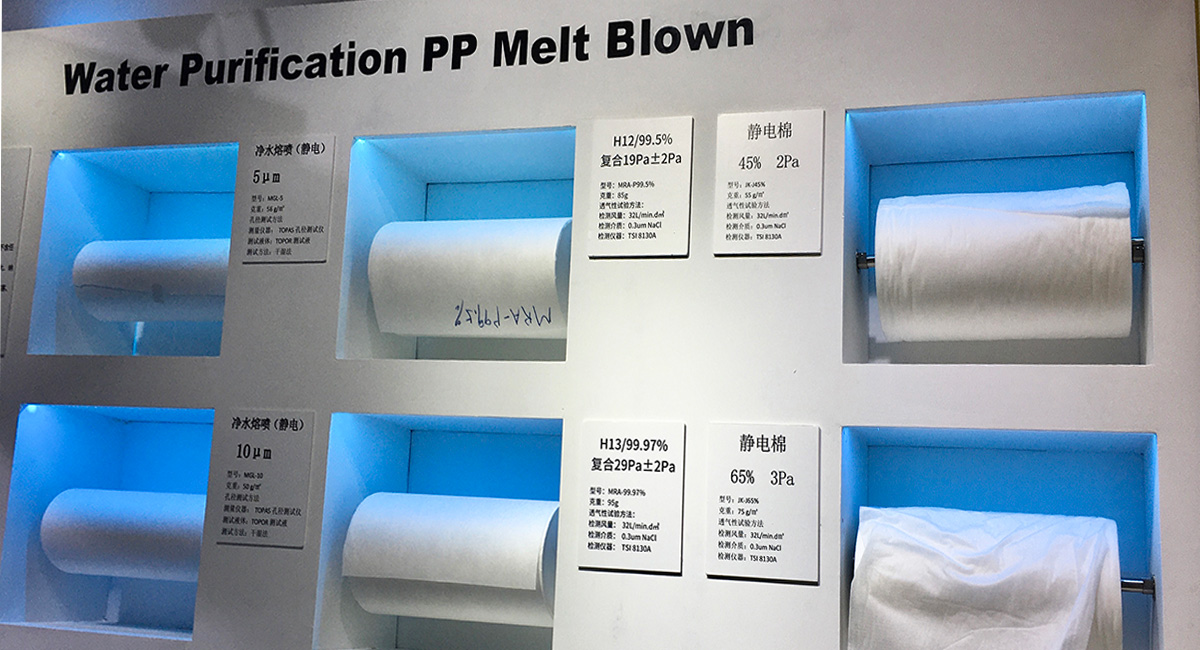 Water Purification PP Melt Blown
净水熔喷（静电）
5μm
型号：MGL-5
克重：56 g/㎡
孔径测试方法
测量仪器： TOPAS 孔径测试仪
测试液体：TOPOR 测试液
测试方法：干湿法
H12/99.5%
复合19Pa±2Pa
型号：MRA-P99.5%
克重：85g
透气性试验方法：
检测风量：32L/min.d㎡
检测介质：0.3um NaCl
检测仪器：TSI 8130A
静电棉
45% 2Pa
型号：JK-J45%
克重：55 g/㎡
透气性试验方法
检测风量：32L/min.d㎡
检测介质：0.3um NaCl
检测仪器：TSI 8130A
MRA-P99.5%
净水熔喷（静电）
10μm
型号：MGL-10
克重：50 g/㎡
孔径测试方法
测量仪器： TOPAS 孔径测试仪
测试液体：TOPOR 测试液
测试方法：干湿法
H13/99.97%
复合29Pa±2Pa
型号：MRA-99.97%
克重：95g
透气性试验方法：
检测风量： 32L/min.d㎡
检测介质： 0.3um NaCl
检测仪器： TSI 8130A
静电棉
65% 3Pa
型号：JK-J65%
克重：75 g/㎡
透气性试验方法
检测风量：32L/min.d㎡
检测介质：0.3um NaCl
检测仪器：TSI 8130A